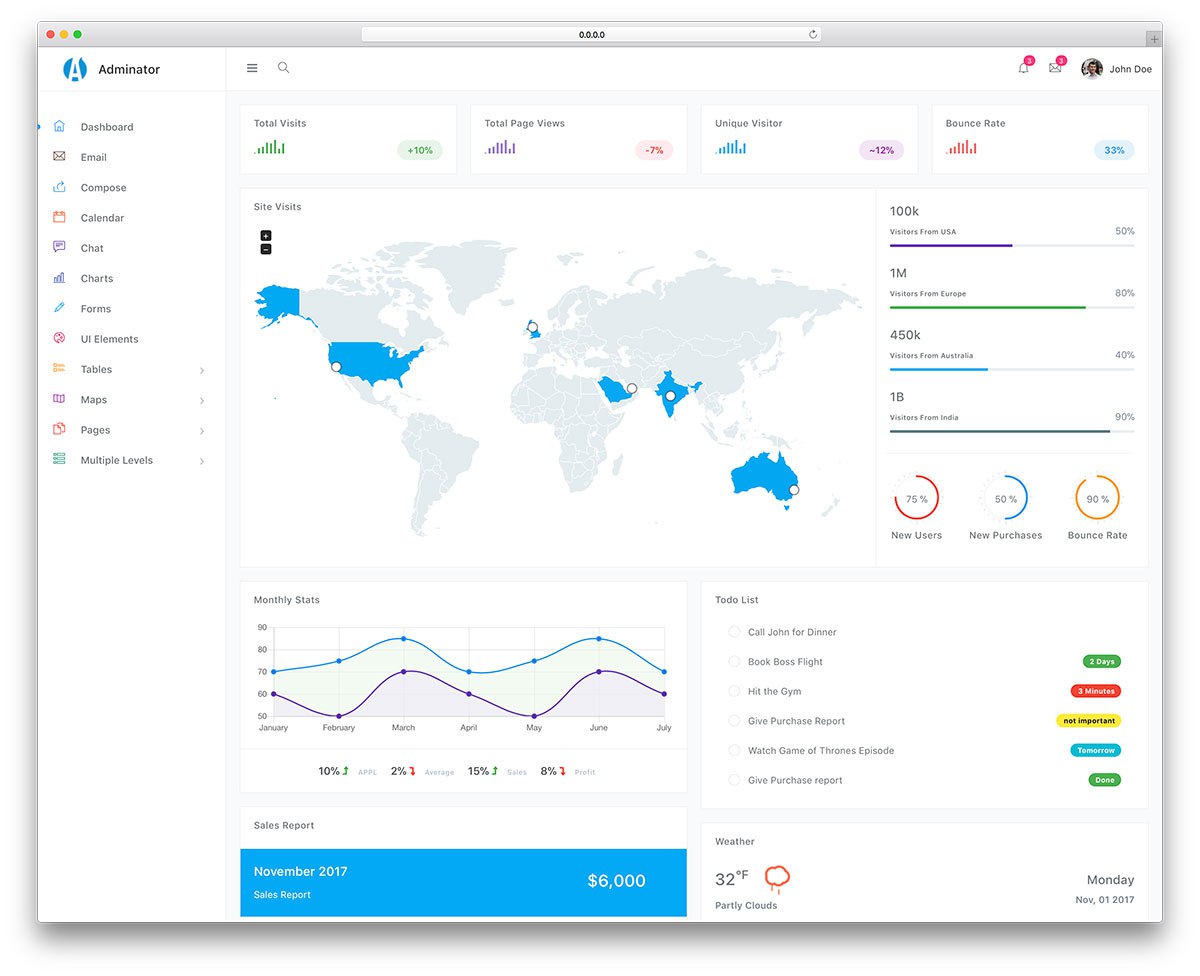 0.0.0.0
Adminator
3
3
John Doe
Dashboard
Email
Compose
Calendar
Chat
Charts
Forms
UI Elements
Tables
Maps
Pages
Multiple Levels
Total Visits
+10%
Total Page Views
-7%
Unique Visitor
~12%
Bounce Rate
33%
Site Visits
+
-
100k
Visitors From USA 50%
1M
Visitors From Europe 80%
450k
Visitors From Australia 40%
1B
Visitors From India 90%
75 % 50 % 90 %
New Users New Purchases Bounce Rate
Monthly Stats
90
80
70
60
50
January February March April May June July
10% APPL 2% Average 15% Sales 8% Profit
Todo List
Call John for Dinner
Book Boss Flight 2 Days
Hit the Gym 3 Minutes
Give Purchase Report not important
Watch Game of Thrones Episode Tomorrow
Give Purchase report Done
Sales Report
November 2017
$6,000
Sales Report
Weather
32°F
Monday
Partly Clouds
Nov, 01 2017